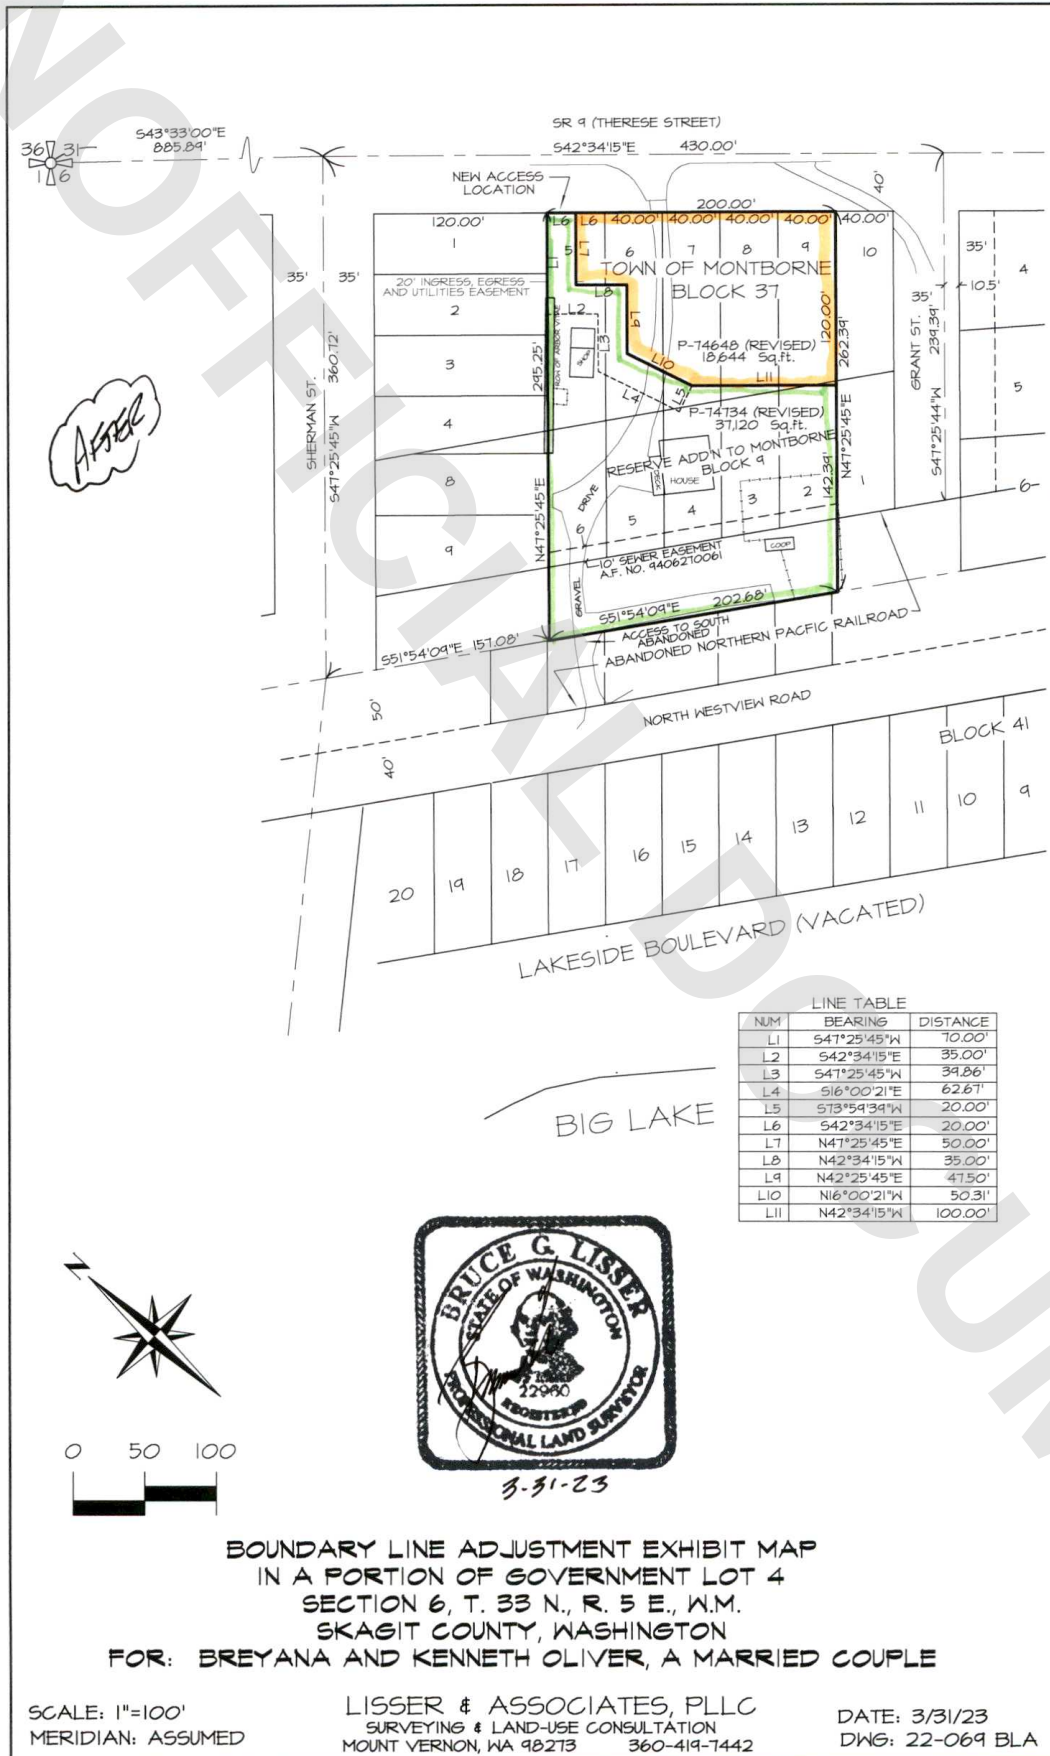 UNOFFICIAL DOCUMENT
SR 9 (THERESE STREET)
S43°33'00"E
885.89'
36 31
1 6
S42°34'15"E 430.00'
NEW ACCESS
LOCATION
40'
200.00'
120.00' L6 L6 40.00' 40.00' 40.00' 40.00' 40.00'
1 5 6 7 8 9 10
L1 L7
35' 35'
20' INGRESS, EGRESS
AND UTILITIES EASEMENT
TOWN OF MONTBORNE
BLOCK 37
35' 4
35' 10.5'
2 L2 L8 L9
120.00'
SHERMAN ST.
S47°25'45"W 360.72'
295.25'
ROW OF ARBOR VITAE
SHOP
L3
P-74648 (REVISED)
18,644 Sq.ft.
262.39'
GRANT ST.
S47°25'44"W 239.39'
3 L10 L11
L4 L5
5
AFTER
4
P-74734 (REVISED)
37,120 Sq.ft.
RESERVE ADD'N TO MONTBORNE
BLOCK 9
N47°25'45"E
8
HOUSE
142.39'
1
3 2
6
N47°25'45"E
DRIVE
6 5 4
9
10' SEWER EASEMENT
A.F. NO. 9406270061
COOP
GRAVEL
S51°54'09"E 202.68'
ACCESS TO SOUTH
ABANDONED
S51°54'09"E 157.08'
ABANDONED NORTHERN PACIFIC RAILROAD
50'
NORTH WESTVIEW ROAD
BLOCK 41
40'
20 19 18 17 16 15 14 13 12 11 10 9
LAKESIDE BOULEVARD (VACATED)
LINE TABLE
NUM BEARING DISTANCE
L1 S47°25'45"W 70.00'
L2 S42°34'15"E 35.00'
L3 S47°25'45"W 39.86'
L4 S16°00'21"E 62.67'
L5 S73°59'39"W 20.00'
L6 S42°34'15"E 20.00'
L7 N47°25'45"E 50.00'
L8 N42°34'15"W 35.00'
L9 N42°25'45"E 47.50'
L10 N16°00'21"W 50.31'
L11 N42°34'15"W 100.00'
BIG LAKE
Z
BRUCE G. LISSER
STATE OF WASHINGTON
22960
REGISTERED
PROFESSIONAL LAND SURVEYOR
3-31-23
0 50 100
BOUNDARY LINE ADJUSTMENT EXHIBIT MAP
IN A PORTION OF GOVERNMENT LOT 4
SECTION 6, T. 33 N., R. 5 E., W.M.
SKAGIT COUNTY, WASHINGTON
FOR: BREYANA AND KENNETH OLIVER, A MARRIED COUPLE
SCALE: 1"=100'
MERIDIAN: ASSUMED
LISSER & ASSOCIATES, PLLC
SURVEYING & LAND-USE CONSULTATION
MOUNT VERNON, WA 98273 360-419-7442
DATE: 3/31/23
DWG: 22-069 BLA